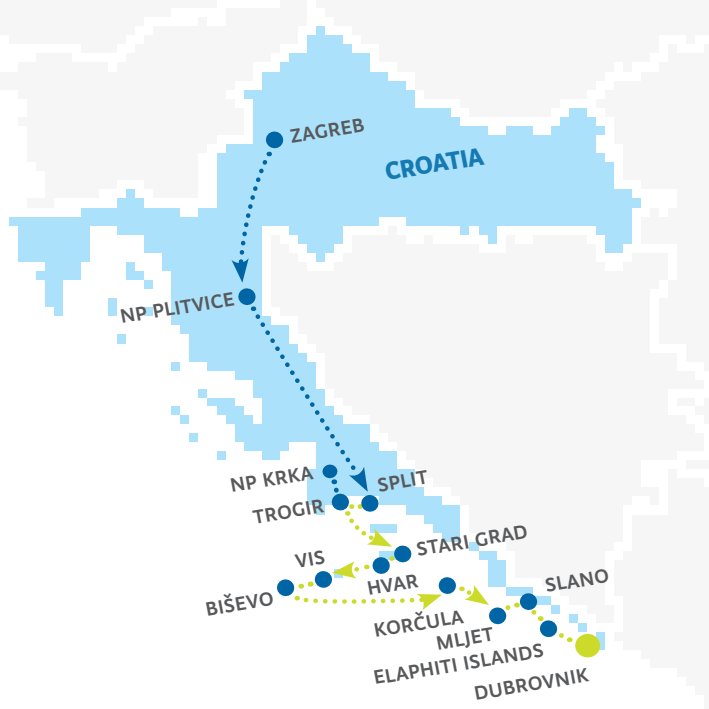 ZAGREB
CROATIA
NP PLITVICE
NP KRKA
SPLIT
TROGIR
STARI GRAD
VIS
HVAR
BIŠEVO
SLANO
KORČULA
MLJET
ELAPHITI ISLANDS
DUBROVNIK